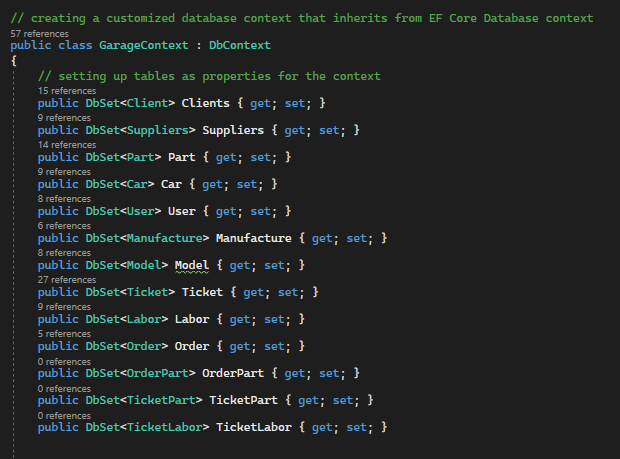 // creating a customized database context that inherits from EF Core Database context
57 references
public class GarageContext : DbContext
{
// setting up tables as properties for the context
15 references
public DbSet<Client> Clients { get; set; }
9 references
public DbSet<Suppliers> Suppliers { get; set; }
14 references
public DbSet<Part> Part { get; set; }
9 references
public DbSet<Car> Car { get; set; }
8 references
public DbSet<User> User { get; set; }
6 references
public DbSet<Manufacture> Manufacture { get; set; }
8 references
public DbSet<Model> Model { get; set; }
27 references
public DbSet<Ticket> Ticket { get; set; }
9 references
public DbSet<Labor> Labor { get; set; }
5 references
public DbSet<Order> Order { get; set; }
0 references
public DbSet<OrderPart> OrderPart { get; set; }
0 references
public DbSet<TicketPart> TicketPart { get; set; }
0 references
public DbSet<TicketLabor> TicketLabor { get; set; }